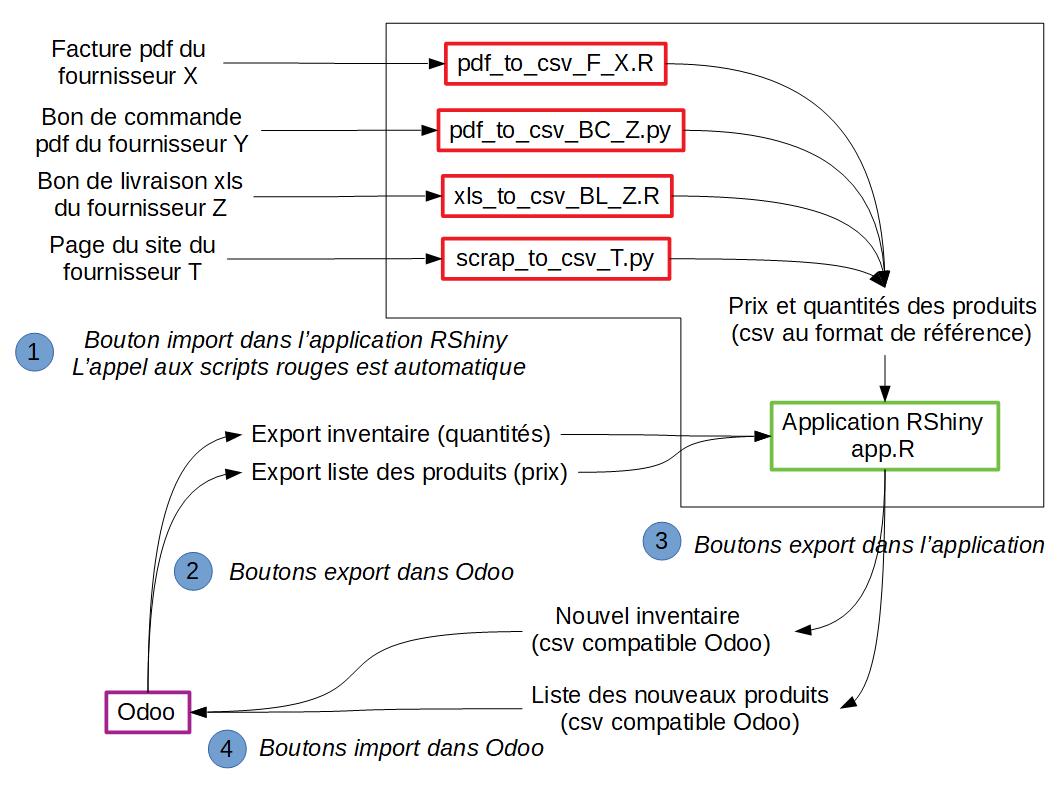 Facture pdf du
fournisseur X
pdf_to_csv_F_X.R
Bon de commande
pdf du fournisseur Y
pdf_to_csv_BC_Z.py
Bon de livraison xls
du fournisseur Z
xls_to_csv_BL_Z.R
Page du site du
fournisseur T
scrap_to_csv_T.py
Prix et quantités des produits
(csv au format de référence)
1
Bouton import dans l’application RShiny
L’appel aux scripts rouges est automatique
Application RShiny
app.R
Export inventaire (quantités)
Export liste des produits (prix)
3
Boutons export dans l’application
2
Boutons export dans Odoo
Nouvel inventaire
(csv compatible Odoo)
Liste des nouveaux produits
(csv compatible Odoo)
Odoo
4
Boutons import dans Odoo